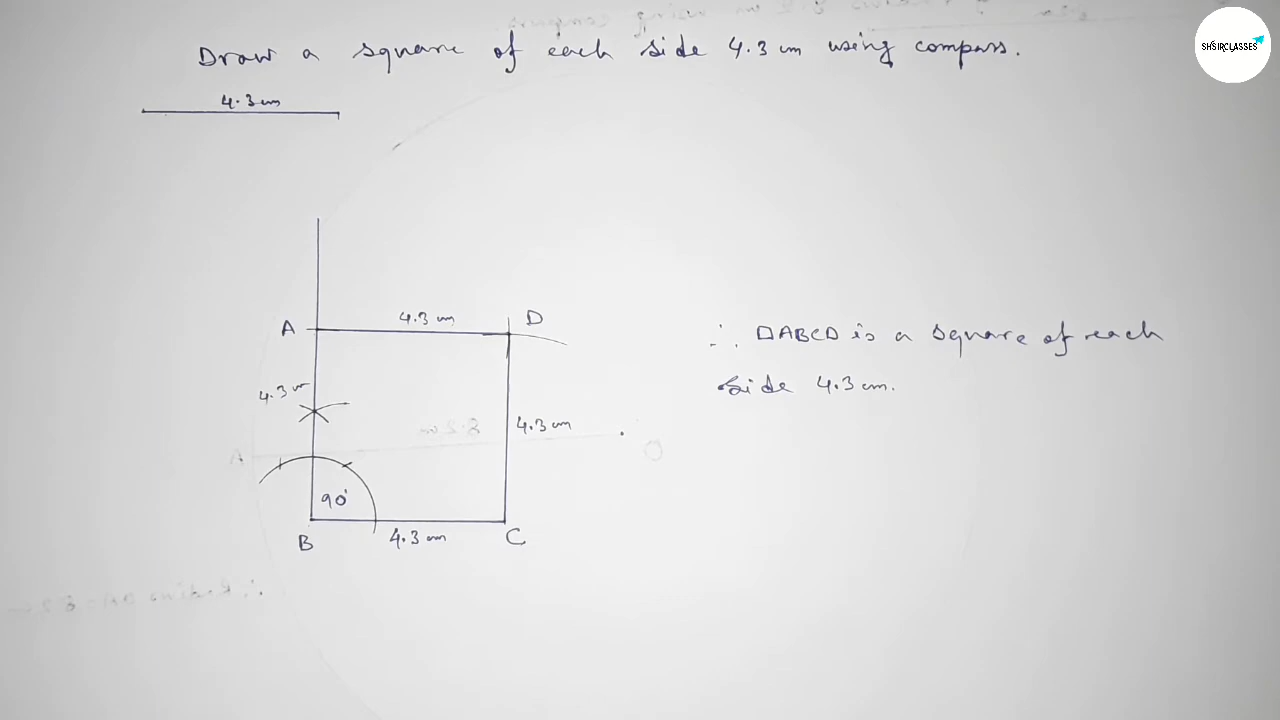 Draw a square of each side 4.3 cm using compass.
SHSIRCLASSES
4.3 cm
A
4.3 cm
D
4.3 cm
4.3 cm
90°
B
4.3 cm
C
∴ □ABCD is a square of each
side 4.3 cm.